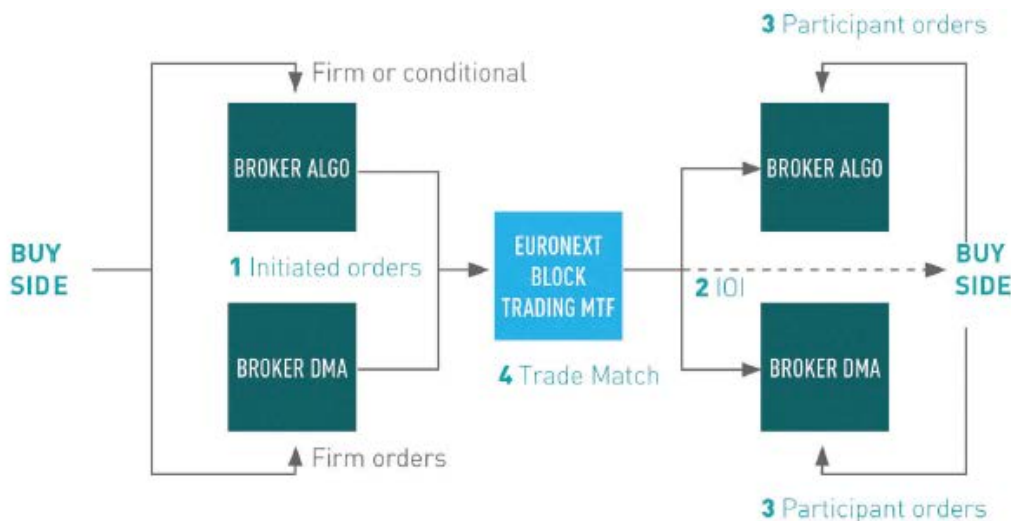 3 Participant orders
Firm or conditional
BROKER ALGO
BROKER ALGO
BUY
SIDE
1 Initiated orders
EURONEXT
BLOCK
TRADING MTF
2 IOI
BUY
SIDE
BROKER DMA
BROKER DMA
4 Trade Match
Firm orders
3 Participant orders